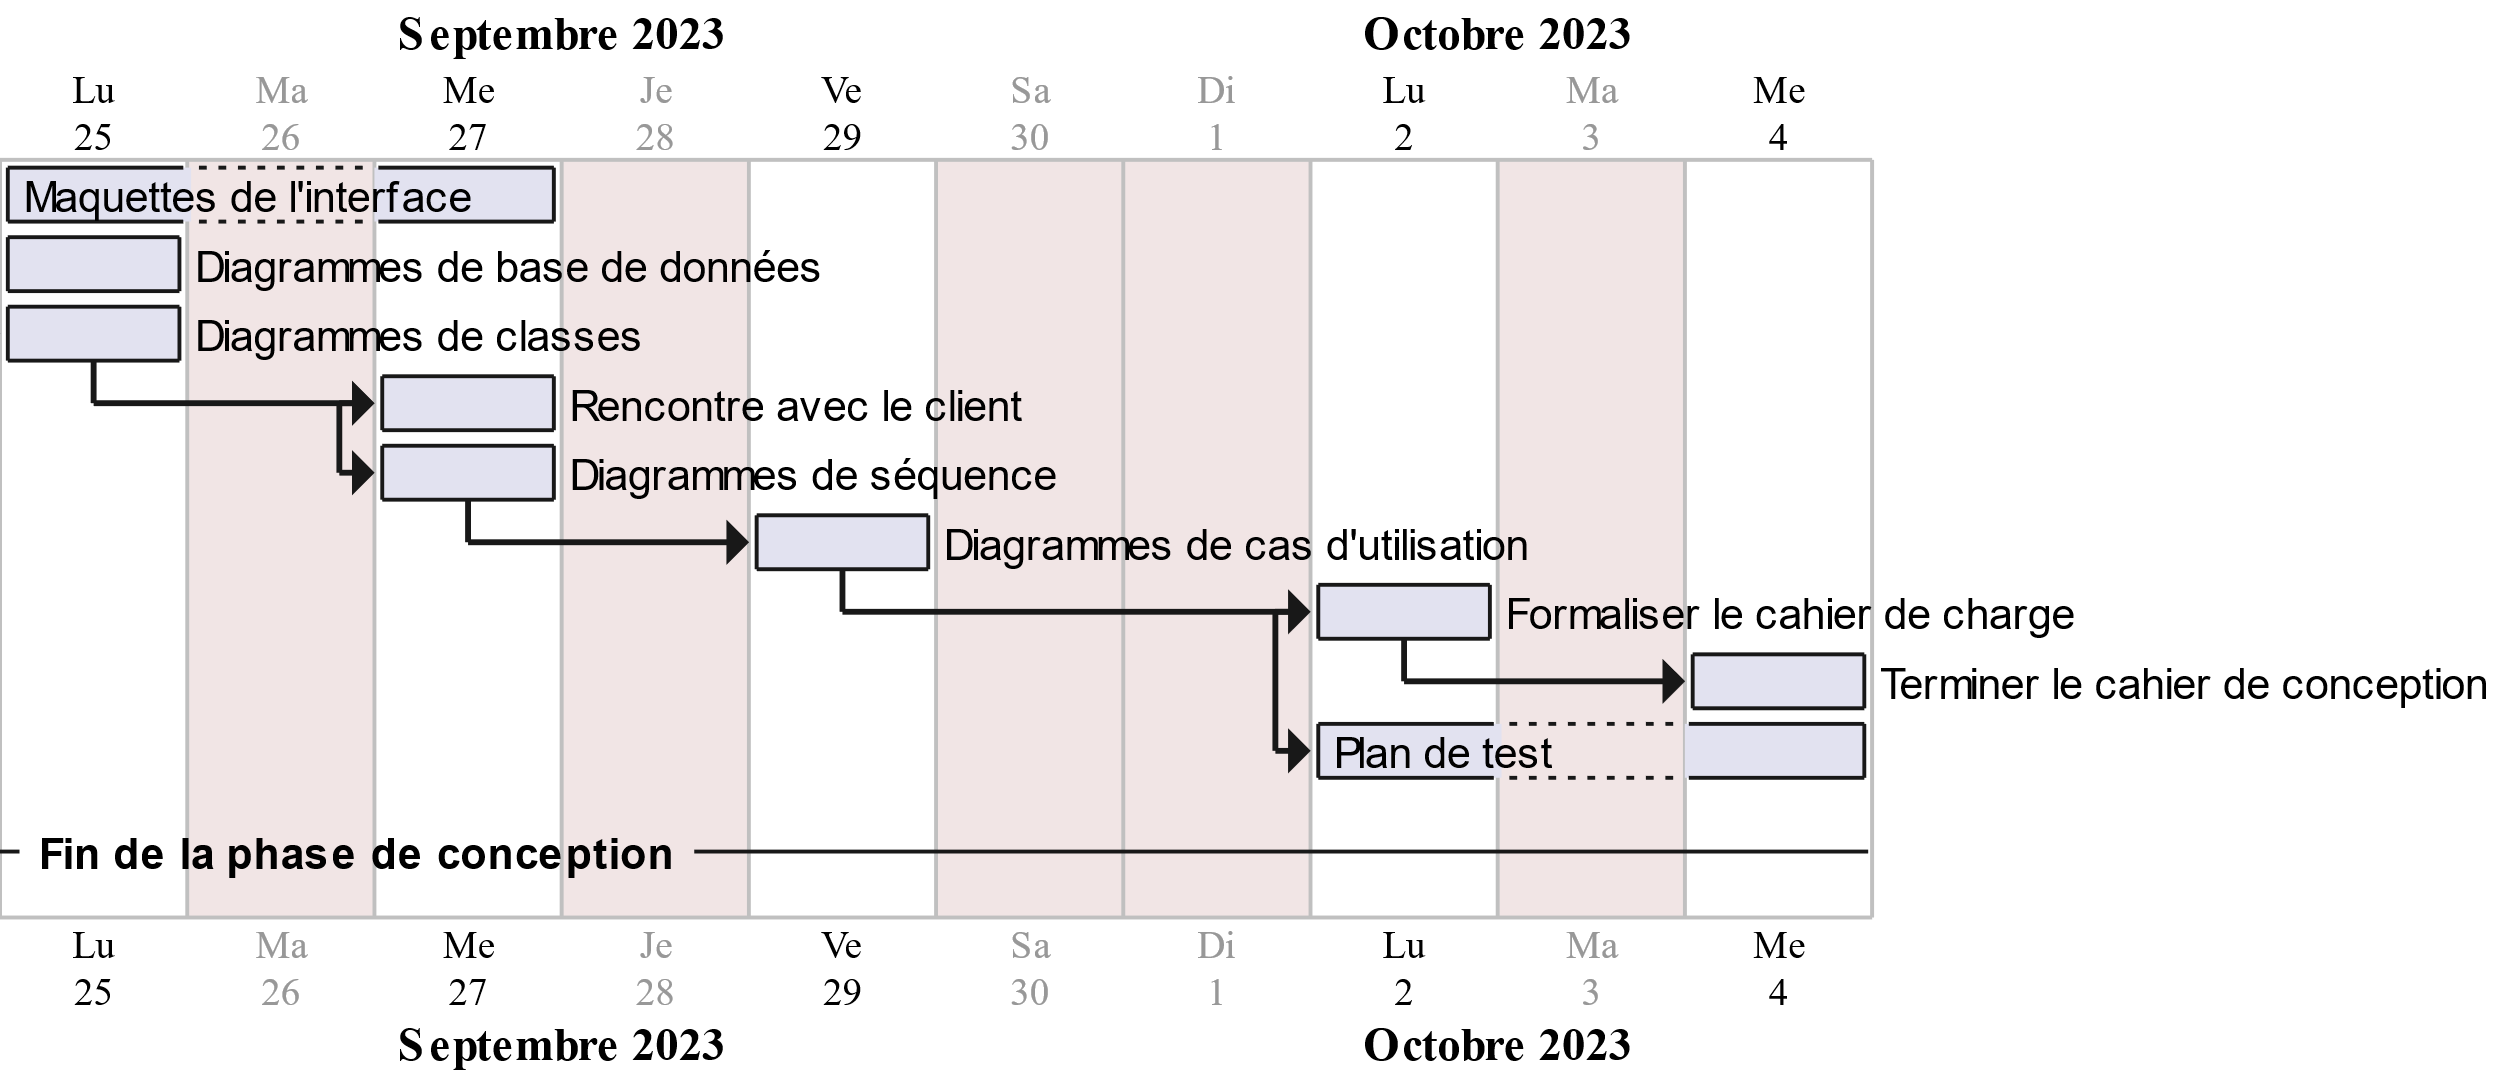 Septembre 2023 Octobre 2023
Lu Ma Me Je Ve Sa Di Lu Ma Me
25 26 27 28 29 30 1 2 3 4
Maquettes de l'interface
Diagrammes de base de données
Diagrammes de classes
Rencontre avec le client
Diagrammes de séquence
Diagrammes de cas d'utilisation
Formaliser le cahier de charge
Terminer le cahier de conception
Plan de test
Fin de la phase de conception
Lu Ma Me Je Ve Sa Di Lu Ma Me
25 26 27 28 29 30 1 2 3 4
Septembre 2023 Octobre 2023